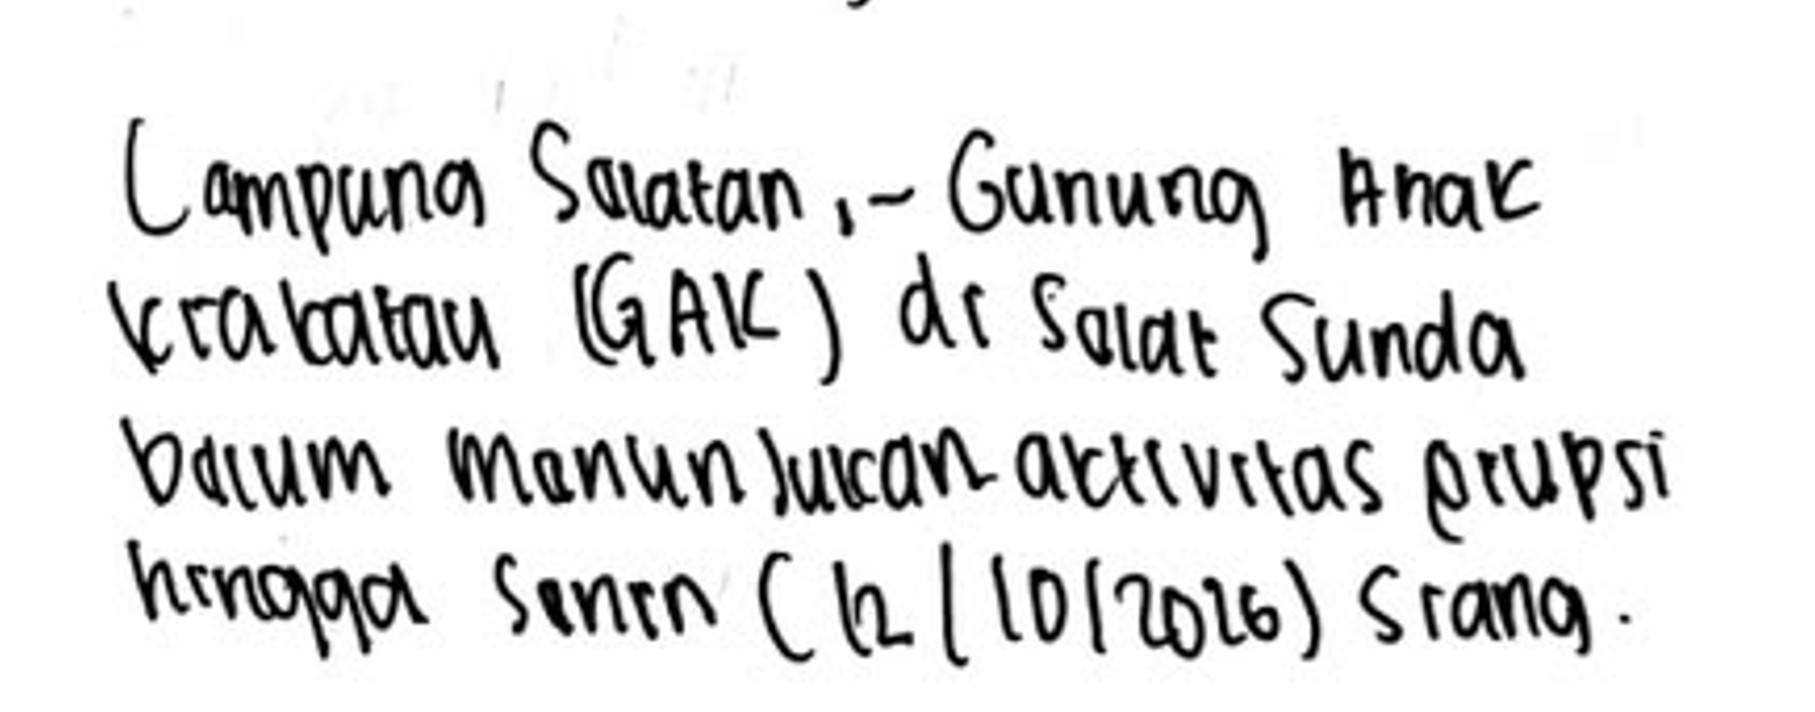 Lampung Selatan, - Gunung Anak
Krakatau (GAK) di Selat Sunda
belum menunjukan aktivitas erupsi
hingga Senin (12/10/2026) siang.